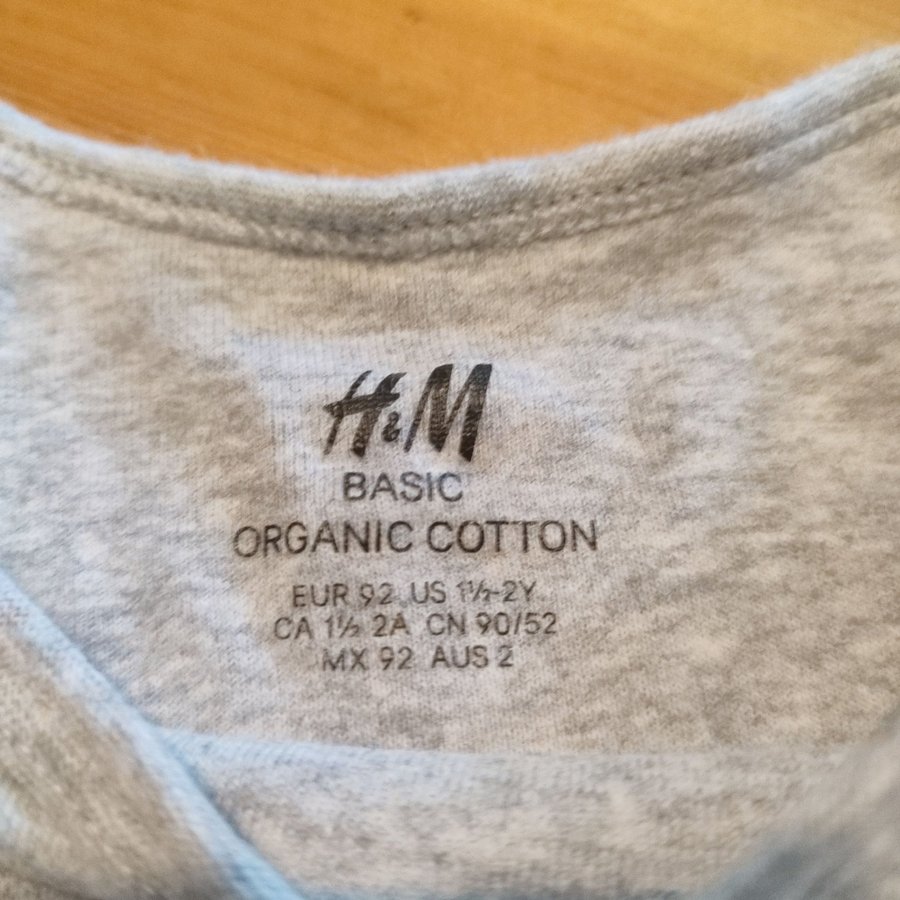 H&M
BASIC
ORGANIC COTTON
EUR 92 US 1½-2Y
CA 1½ 2A CN 90/52
MX 92 AUS 2